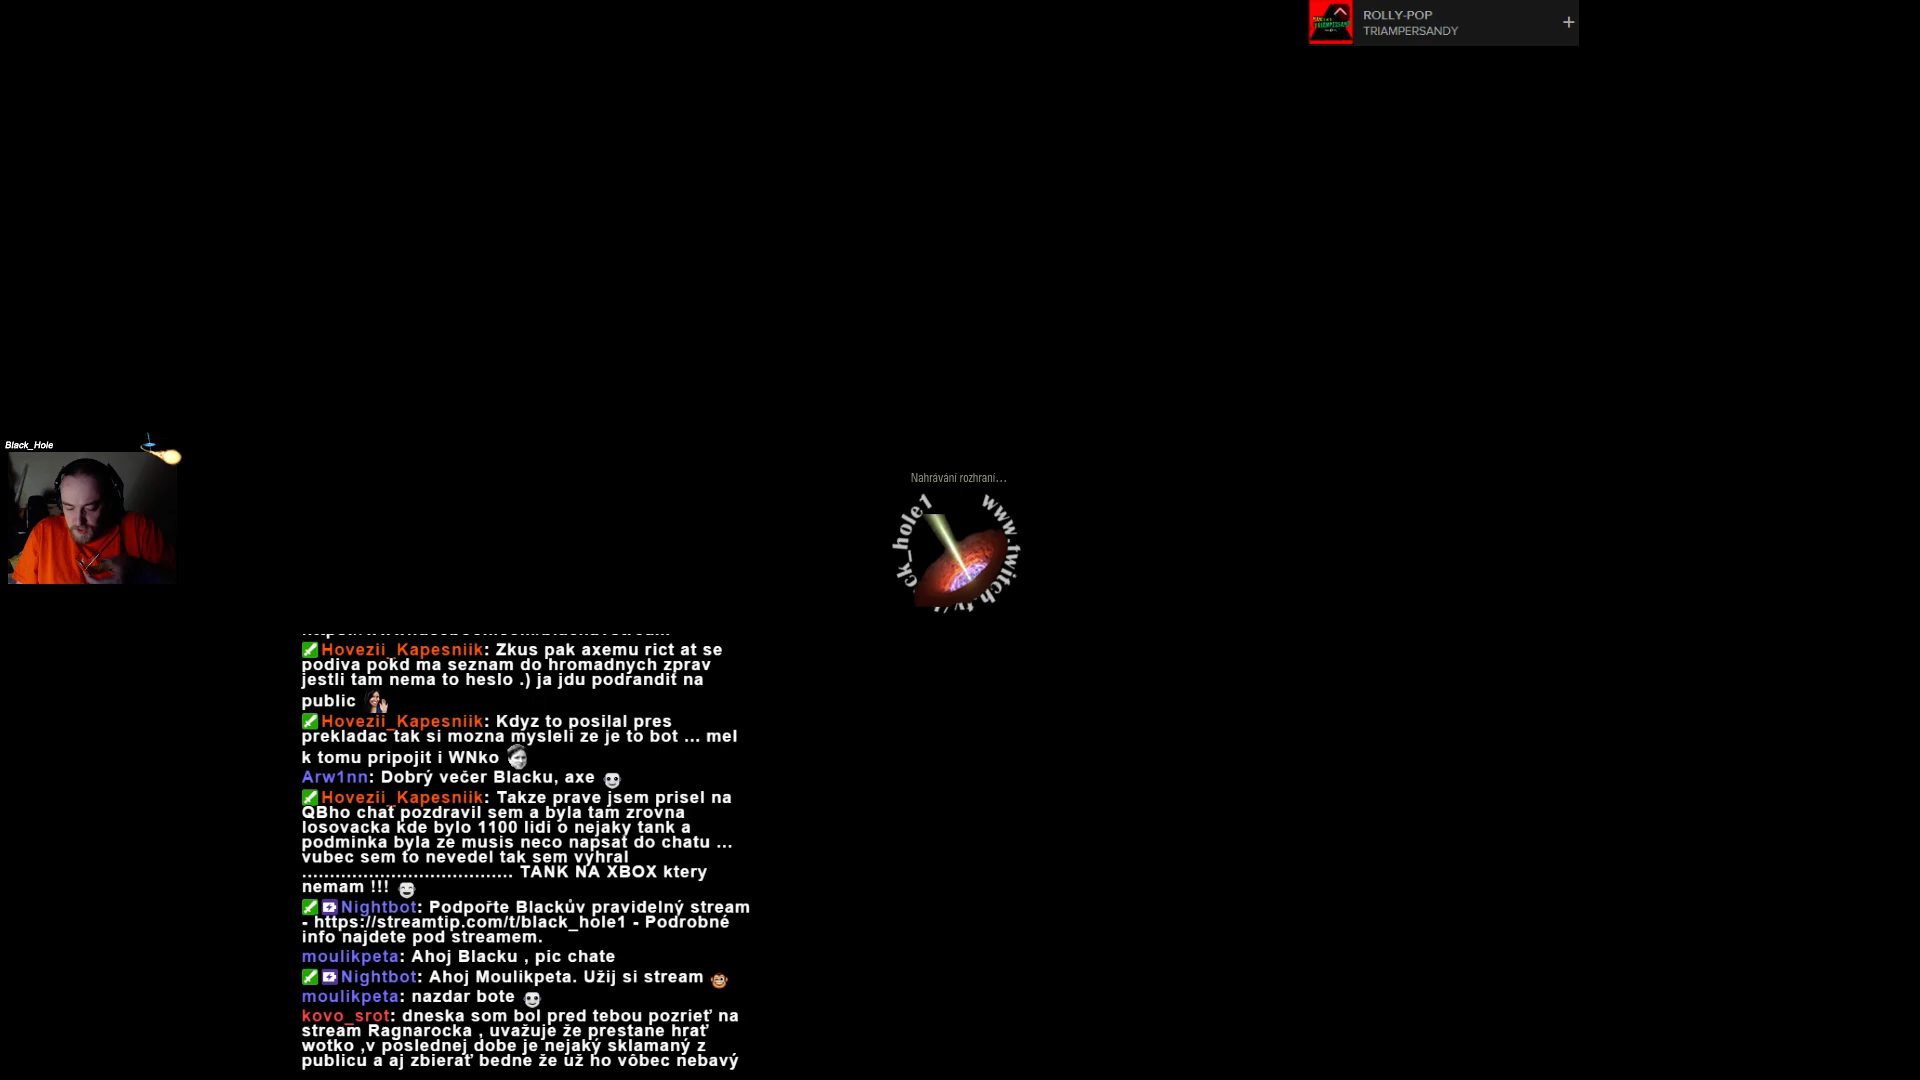 ROLLY-POP
TRIAMPERSANDY
Black_Hole
Nahrávání rozhraní...
www.twitch.tv/
ck_hole1
Hovezii_Kapesniik: Zkus pak axemu rict at se
podiva pokd ma seznam do hromadnych zprav
jestli tam nema to heslo .) ja jdu podrandit na
public
Hovezii_Kapesniik: Kdyz to posilal pres
prekladac tak si mozna mysleli ze je to bot ... mel
k tomu pripojit i WNko
Arw1nn: Dobrý večer Blacku, axe
Hovezii_Kapesniik: Takze prave jsem prisel na
QBho chat pozdravil sem a byla tam zrovna
losovacka kde bylo 1100 lidi o nejaky tank a
podminka byla ze musis neco napsat do chatu ...
vubec sem to nevedel tak sem vyhral
...................................... TANK NA XBOX ktery
nemam !!!
Nightbot: Podpořte Blackův pravidelný stream
- https://streamtip.com/t/black_hole1 - Podrobné
info najdete pod streamem.
moulikpeta: Ahoj Blacku , pic chate
Nightbot: Ahoj Moulikpeta. Užij si stream
moulikpeta: nazdar bote
kovo_srot: dneska som bol pred tebou pozrieť na
stream Ragnarocka , uvažuje že prestane hrať
wotko ,v poslednej dobe je nejaký sklamaný z
publicu a aj zbierať bedne že už ho vôbec nebavý